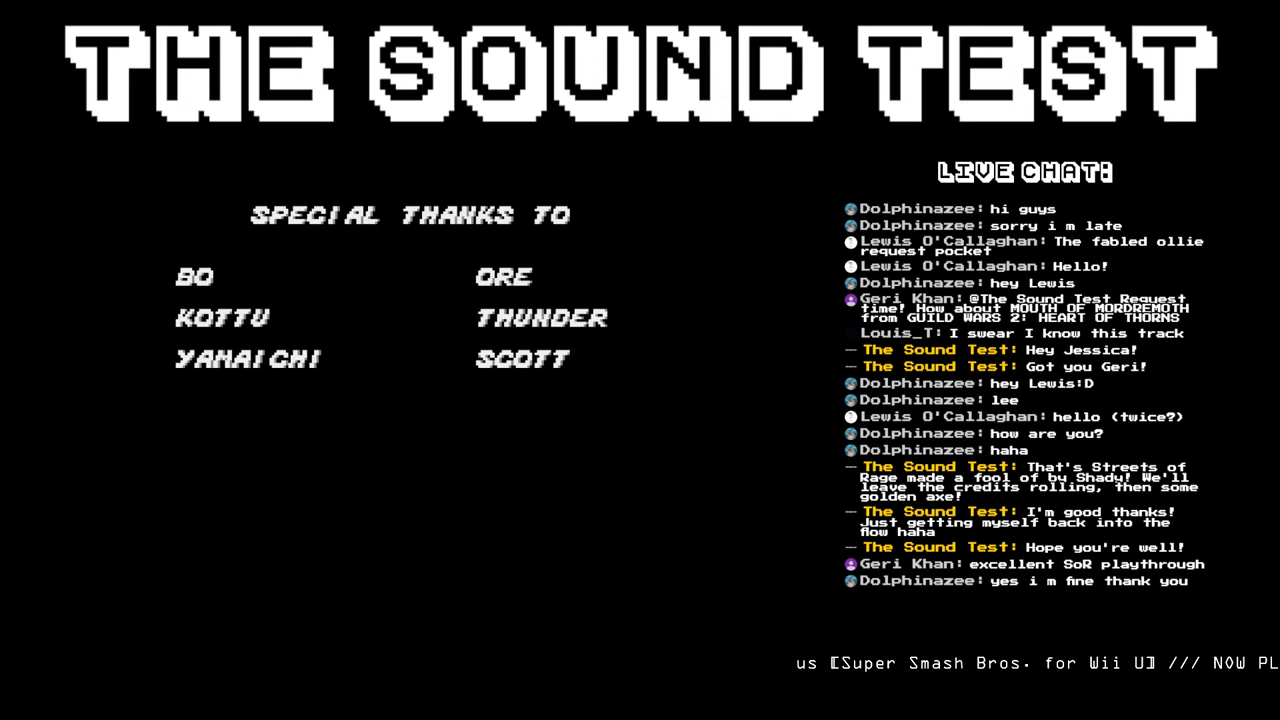 THE SOUND TEST
SPECIAL THANKS TO
BO ORE
KOTTU THUNDER
YAMAICHI SCOTT
LIVE CHAT:
Dolphinazee: hi guys
Dolphinazee: sorry i m late
Lewis O'Callaghan: The fabled ollie
request pocket
Lewis O'Callaghan: Hello!
Dolphinazee: hey Lewis
Geri Khan: @The Sound Test Request
time! How about MOUTH OF MORDREMOTH
from GUILD WARS 2: HEART OF THORNS
Louis_T: I swear I know this track
— The Sound Test: Hey Jessica!
— The Sound Test: Got you Geri!
Dolphinazee: hey Lewis:D
Dolphinazee: lee
Lewis O'Callaghan: hello (twice?)
Dolphinazee: how are you?
Dolphinazee: haha
— The Sound Test: That's Streets of
Rage made a fool of by Shady! We'll
leave the credits rolling, then some
golden axe!
— The Sound Test: I'm good thanks!
Just getting myself back into the
flow haha
— The Sound Test: Hope you're well!
Geri Khan: excellent SoR playthrough
Dolphinazee: yes i m fine thank you
us [Super Smash Bros. for Wii U] /// NOW PL